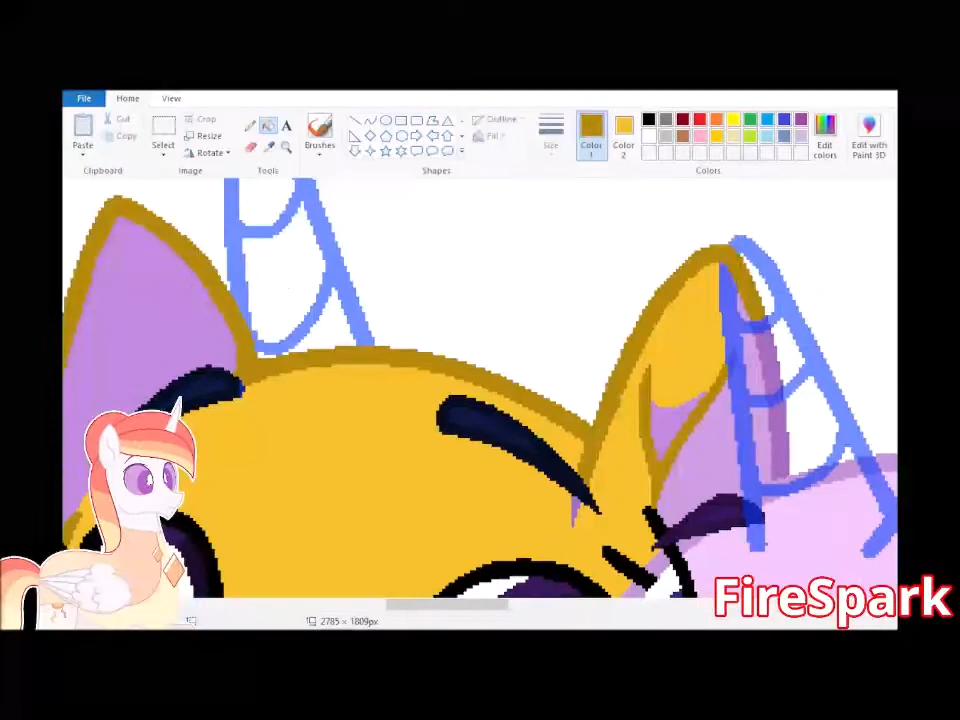 File Home View
Cut
Copy
Paste
Clipboard
Select
Crop
Resize
Rotate
Image
A
Tools
Brushes
Outline
Fill
Shapes
Size
Color
1
Color
2
Edit
colors
Colors
Edit with
Paint 3D
2785 × 1809px
FireSpark